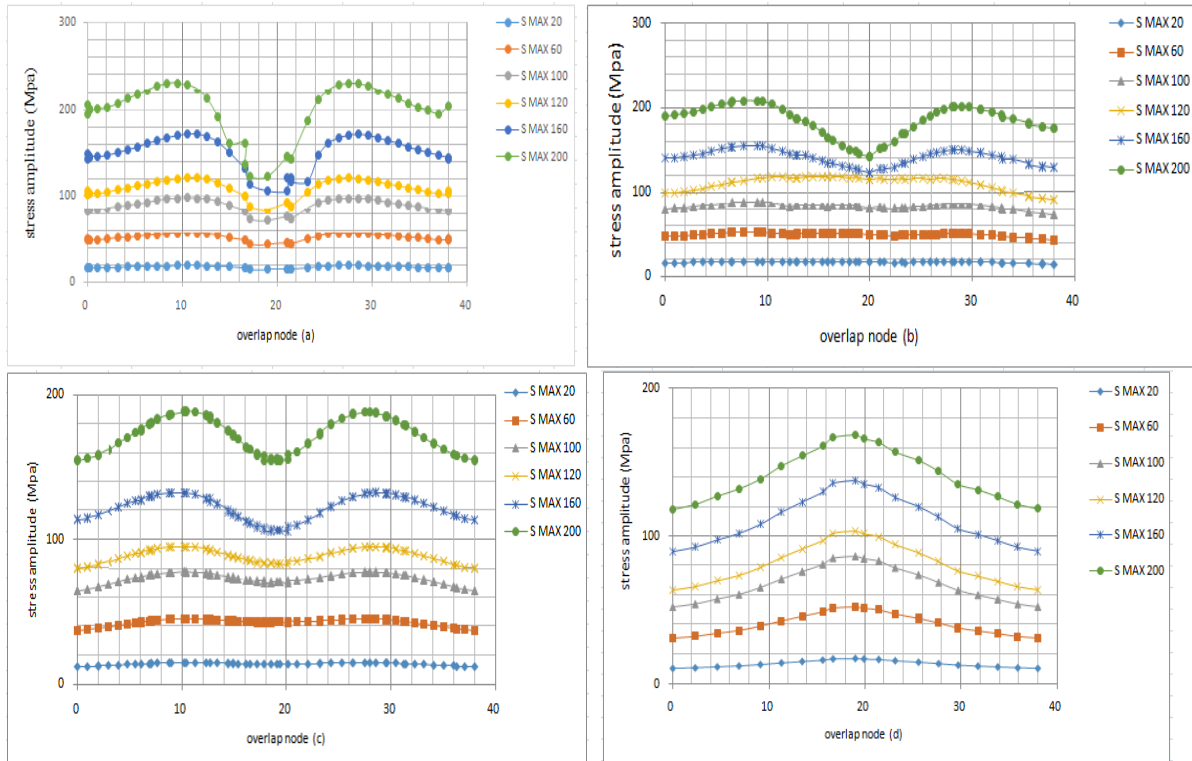 300
200
100
0
stress amplitude (Mpa)
0 10 20 30 40
overlap node (a)
S MAX 20
S MAX 60
S MAX 100
S MAX 120
S MAX 160
S MAX 200
300
200
100
0
stress amplitude (Mpa)
0 10 20 30 40
overlap node (b)
S MAX 20
S MAX 60
S MAX 100
S MAX 120
S MAX 160
S MAX 200
200
100
0
stress amplitude (Mpa)
0 10 20 30 40
overlap node (c)
S MAX 20
S MAX 60
S MAX 100
S MAX 120
S MAX 160
S MAX 200
200
100
0
stress amplitude (Mpa)
0 10 20 30 40
overlap node (d)
S MAX 20
S MAX 60
S MAX 100
S MAX 120
S MAX 160
S MAX 200